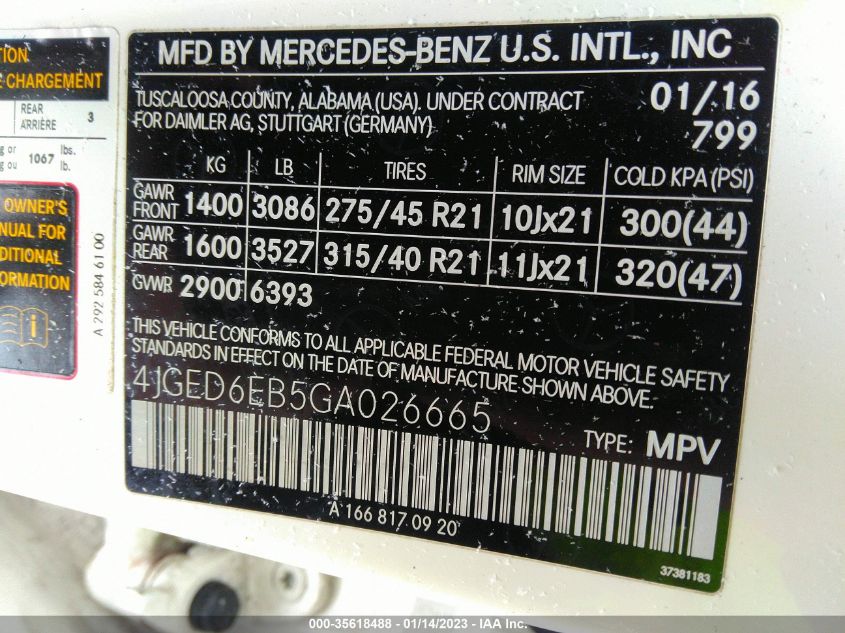 TION
E CHARGEMENT
REAR
ARRIÈRE 3
g or
g ou 1067 lbs.
lb.
OWNER'S
NUAL FOR
DITIONAL
ORMATION
i
A 292 584 61 00
MFD BY MERCEDES-BENZ U.S. INTL., INC
TUSCALOOSA COUNTY, ALABAMA (USA). UNDER CONTRACT 01/16
FOR DAIMLER AG, STUTTGART (GERMANY) 799
KG LB TIRES RIM SIZE COLD KPA (PSI)
GAWR FRONT 1400 3086 275/45 R21 10Jx21 300(44)
GAWR REAR 1600 3527 315/40 R21 11Jx21 320(47)
GVWR 2900 6393
THIS VEHICLE CONFORMS TO ALL APPLICABLE FEDERAL MOTOR VEHICLE SAFETY
STANDARDS IN EFFECT ON THE DATE OF MANUFACTURE SHOWN ABOVE.
4JGED6EB5GA026665
TYPE: MPV
A 166 817 09 20
37381183
000-35618488 - 01/14/2023 - IAA Inc.